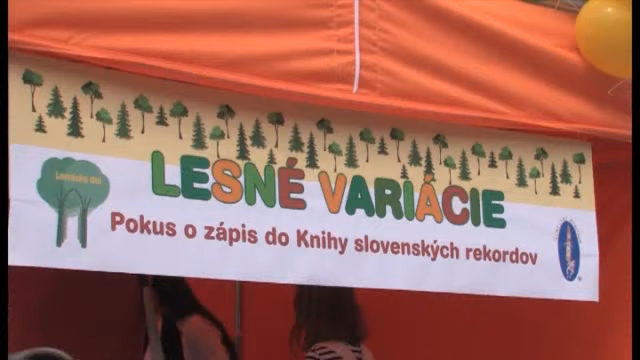 LESNÉ VARIÁCIE
Pokus o zápis do Knihy slovenských rekordov